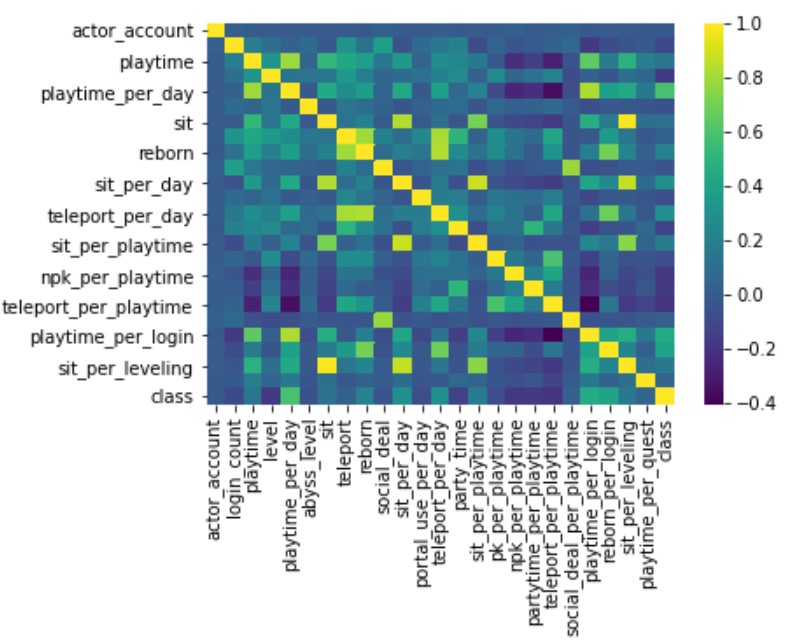 actor_account
playtime
playtime_per_day
sit
reborn
sit_per_day
teleport_per_day
sit_per_playtime
npk_per_playtime
teleport_per_playtime
playtime_per_login
sit_per_leveling
class
1.0
0.8
0.6
0.4
0.2
0.0
−0.2
−0.4
actor_account
login_count
playtime
level
playtime_per_day
abyss_level
sit
teleport
reborn
social_deal
sit_per_day
portal_use_per_day
teleport_per_day
party_time
sit_per_playtime
pk_per_playtime
npk_per_playtime
partytime_per_playtime
teleport_per_playtime
social_deal_per_playtime
playtime_per_login
reborn_per_login
sit_per_leveling
playtime_per_quest
class